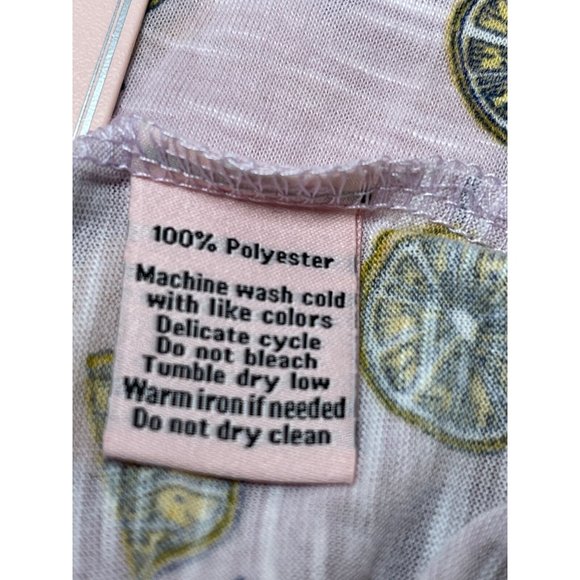 100% Polyester
Machine wash cold
with like colors
Delicate cycle
Do not bleach
Tumble dry low
Warm iron if needed
Do not dry clean